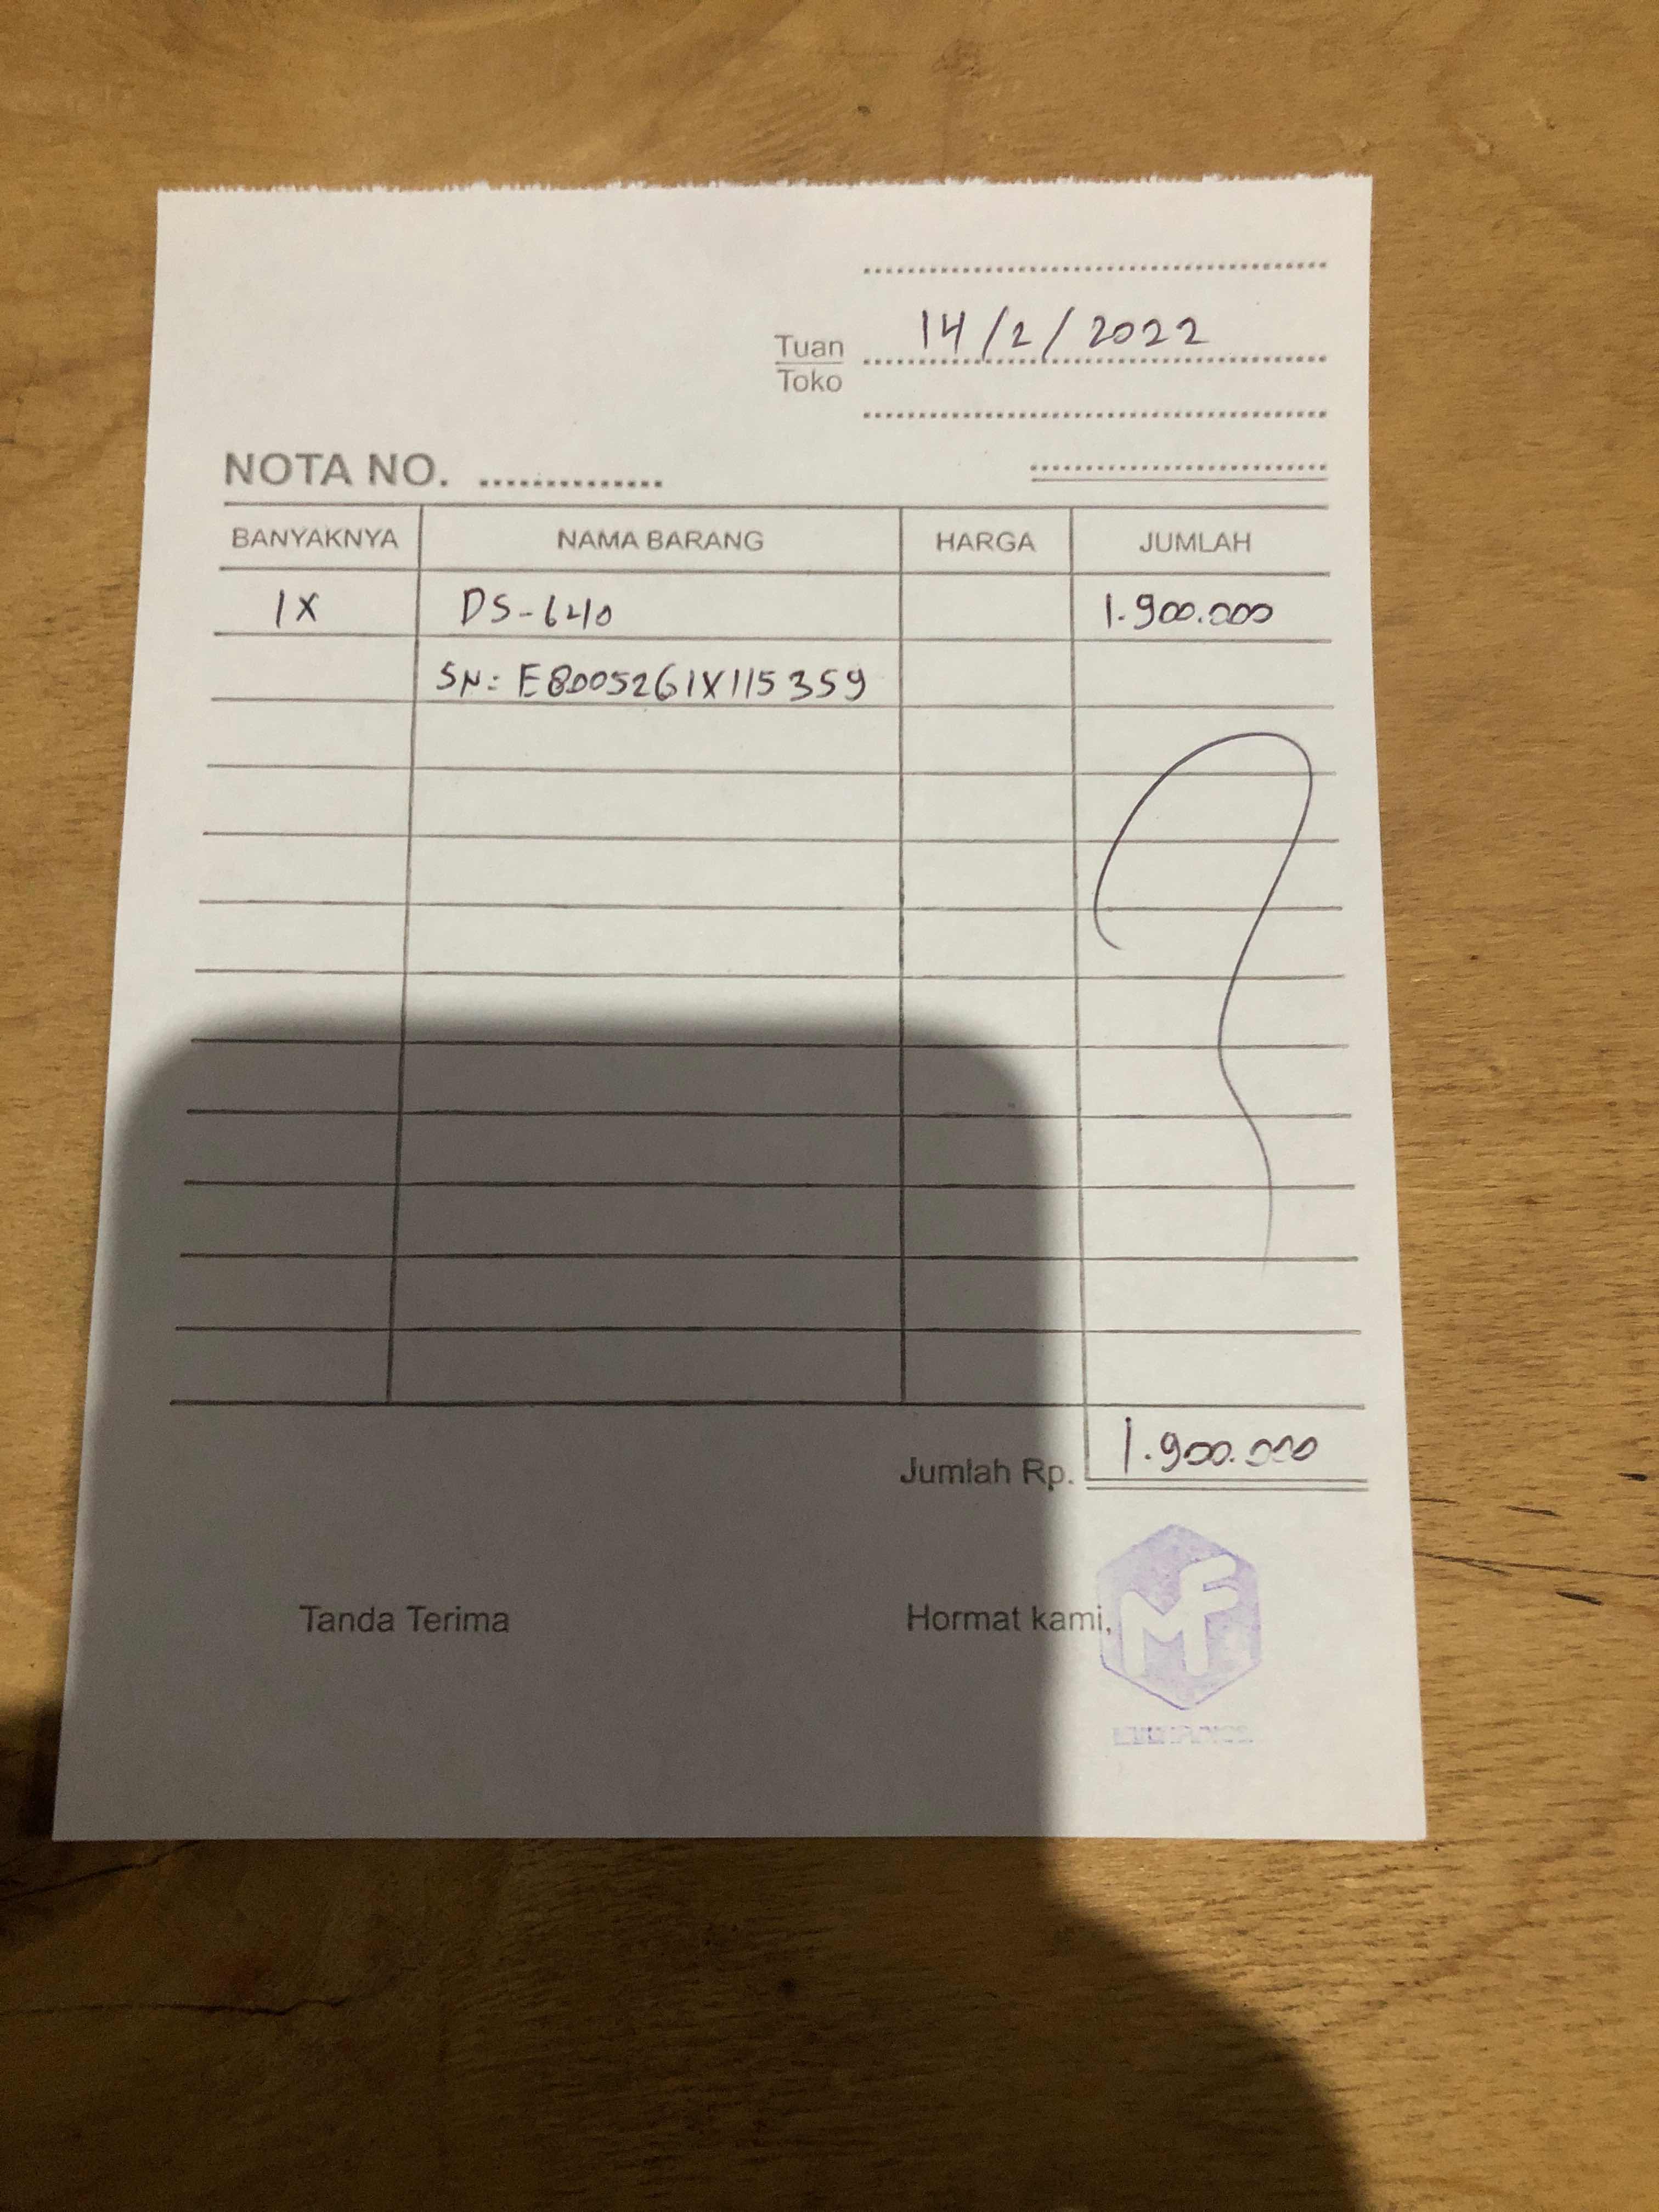 14/2/2022
Tuan
Toko
NOTA NO. ..............
BANYAKNYA NAMA BARANG HARGA JUMLAH
1X DS-640 1.900.000
SN: E8005261X115359
Jumlah Rp. 1.900.000
Tanda Terima Hormat kami,
MF